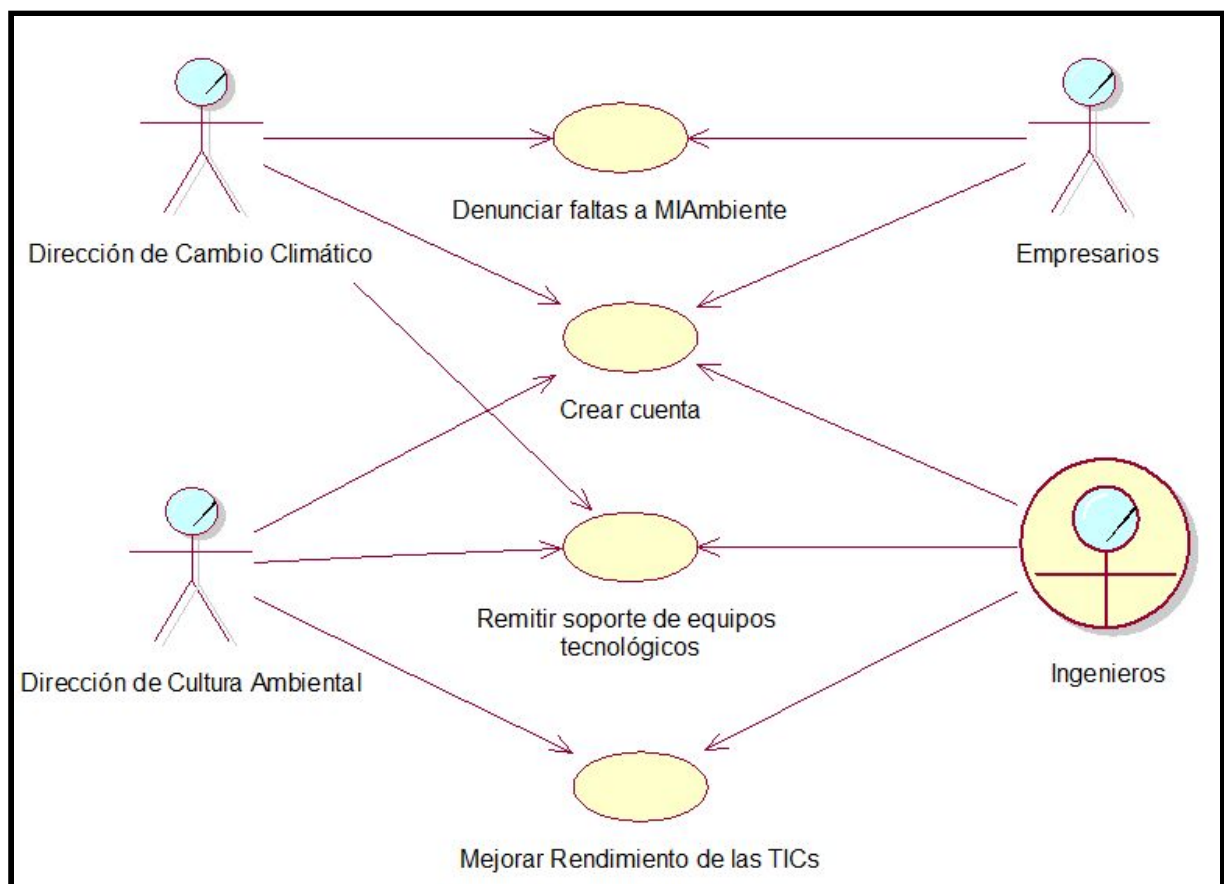 Denunciar faltas a MIAmbiente
Dirección de Cambio Climático
Empresarios
Crear cuenta
Remitir soporte de equipos
tecnológicos
Dirección de Cultura Ambiental
Ingenieros
Mejorar Rendimiento de las TICs